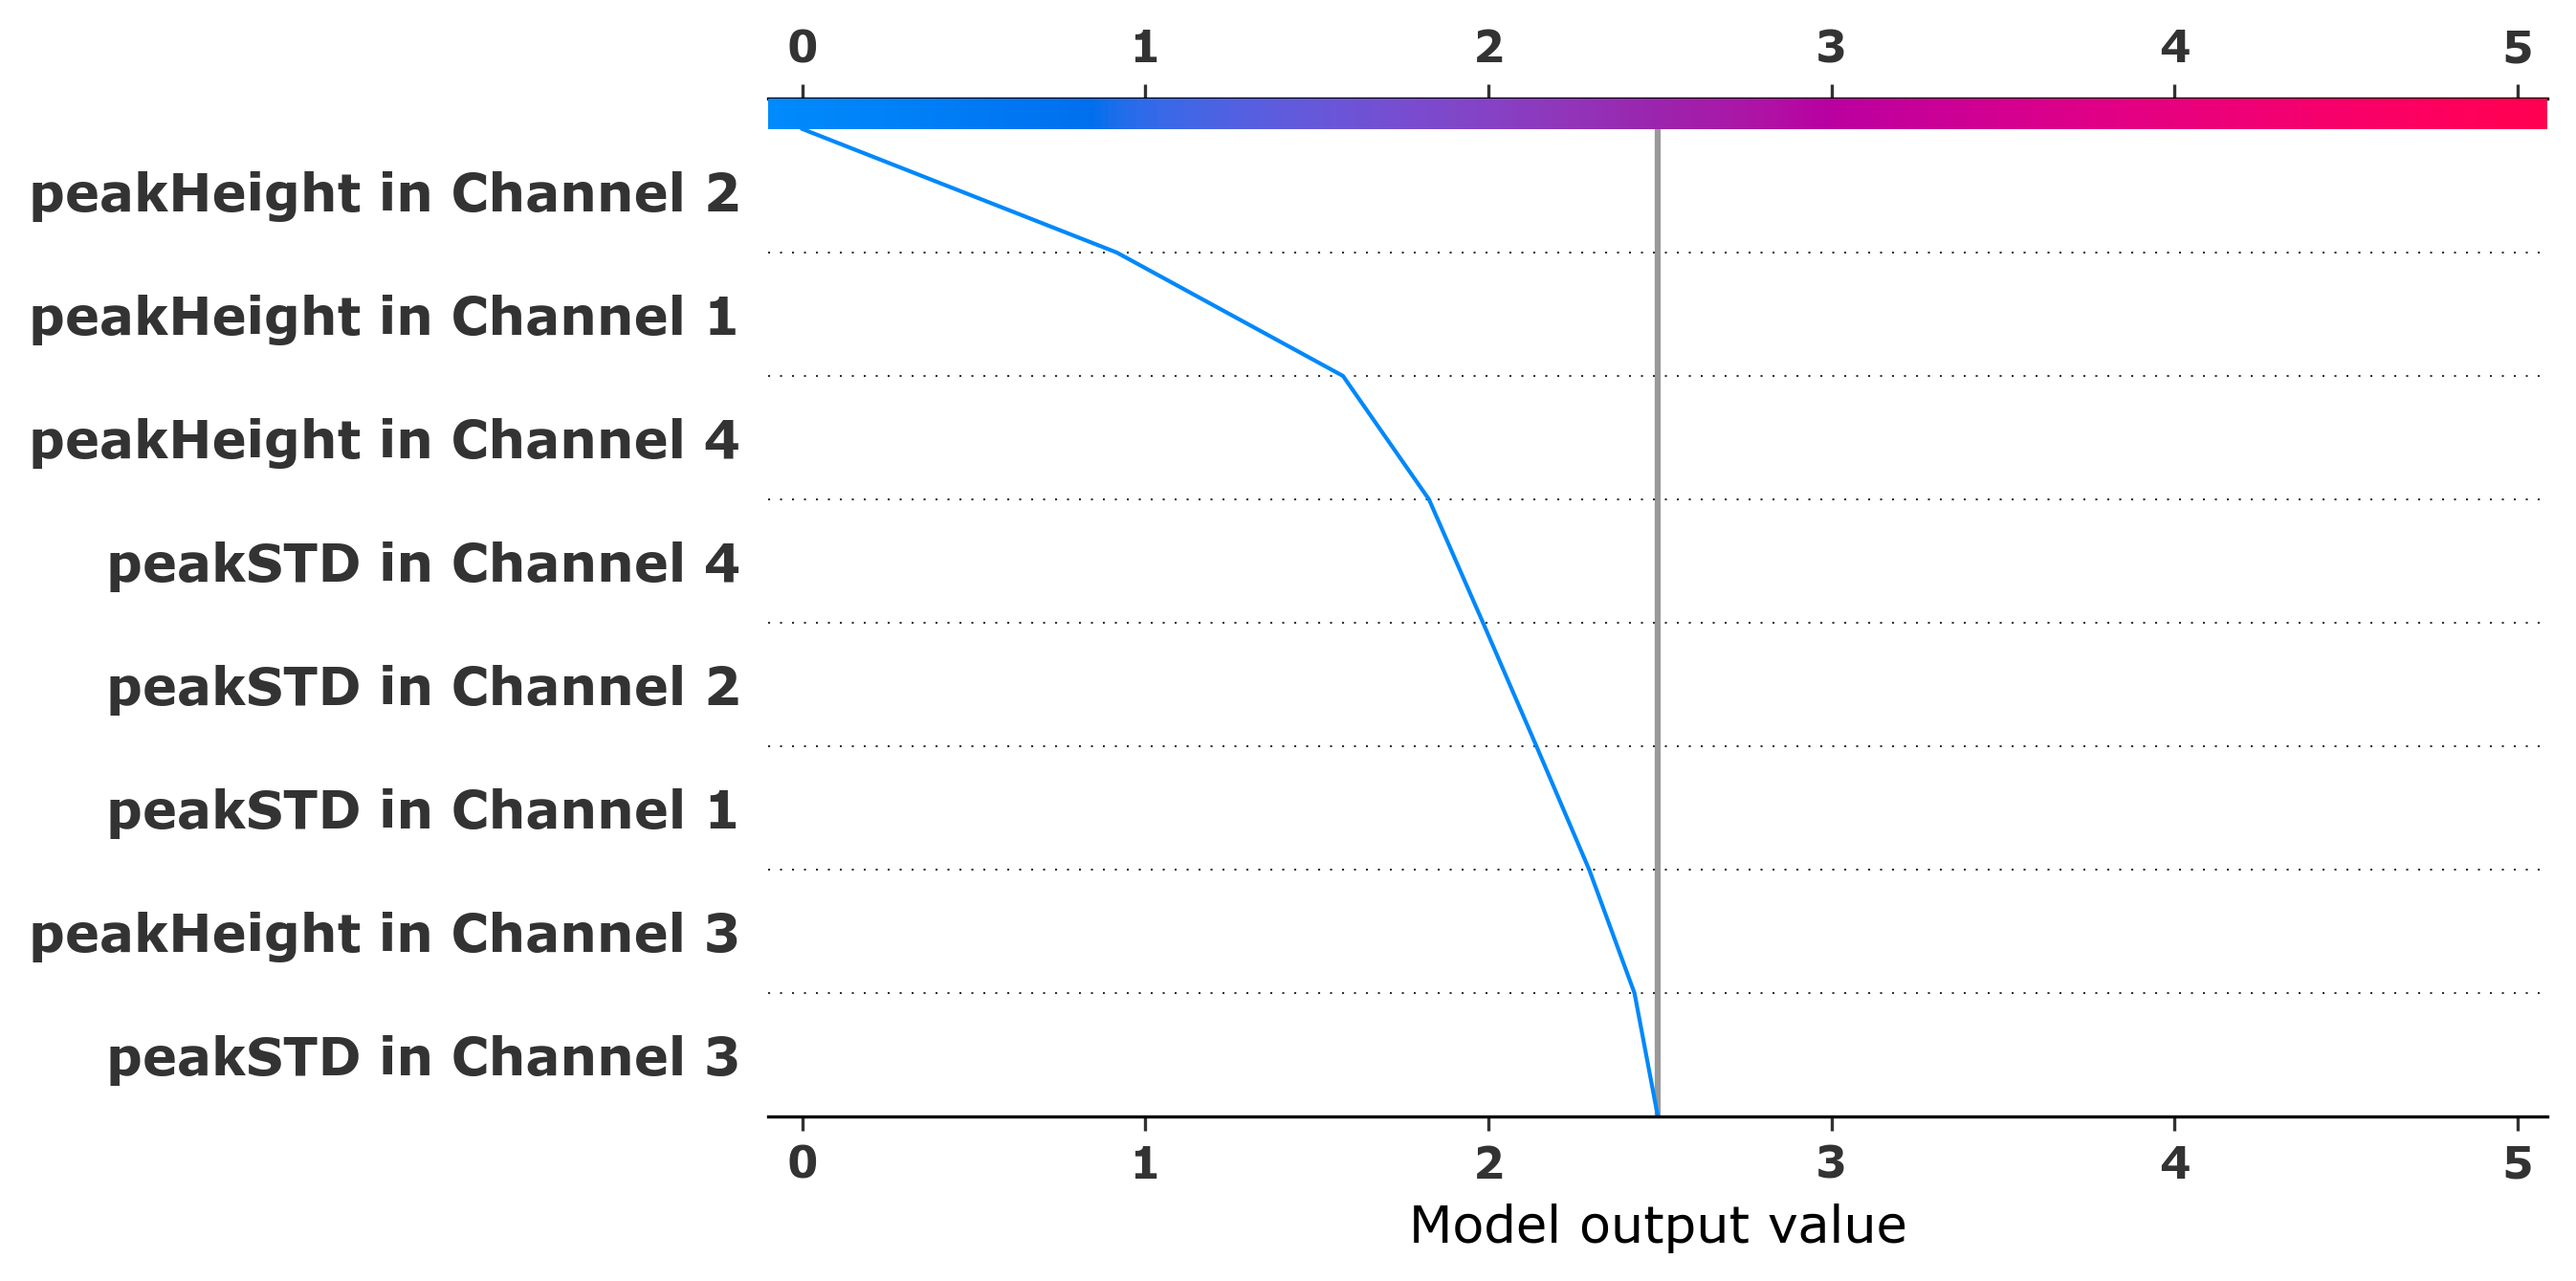 0 1 2 3 4 5
peakHeight in Channel 2
peakHeight in Channel 1
peakHeight in Channel 4
peakSTD in Channel 4
peakSTD in Channel 2
peakSTD in Channel 1
peakHeight in Channel 3
peakSTD in Channel 3
0 1 2 3 4 5
Model output value